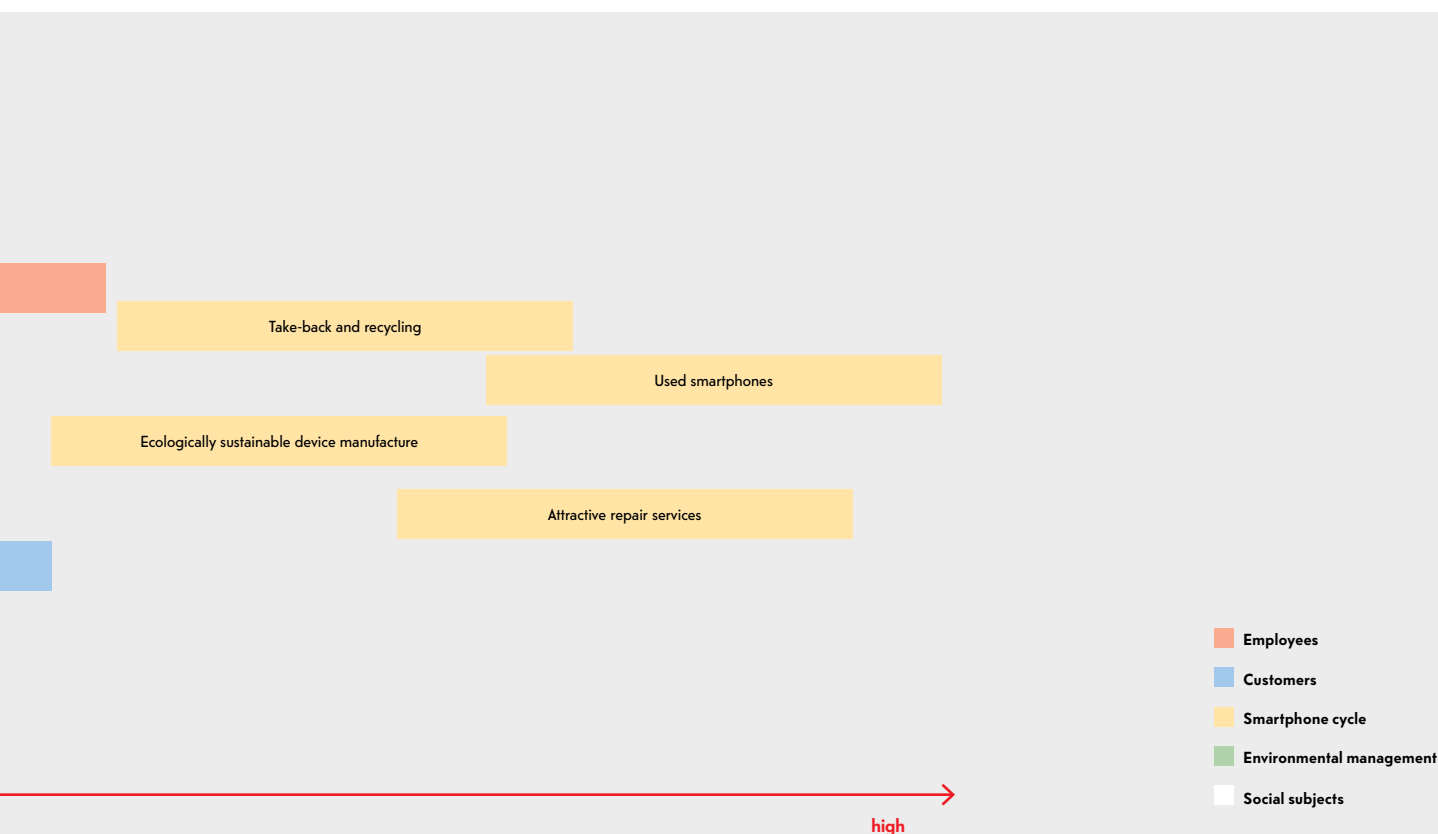 Take-back and recycling
Used smartphones
Ecologically sustainable device manufacture
Attractive repair services
Employees
Customers
Smartphone cycle
Environmental management
Social subjects
high